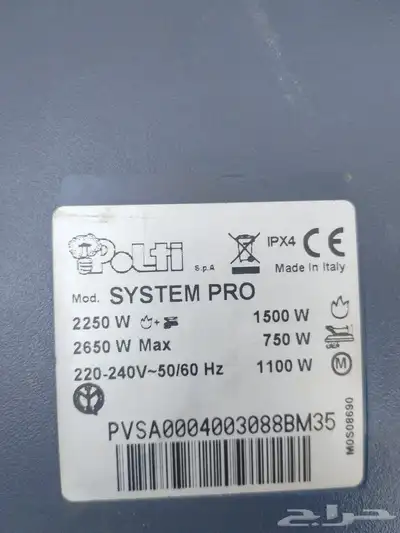 Polti S.p.A
IPX4 CE
Made in Italy
Mod. SYSTEM PRO
2250 W 1500 W
2650 W Max 750 W
220-240V~50/60 Hz 1100 W M
PVSA0004003088BM35
M0S08690
حراج